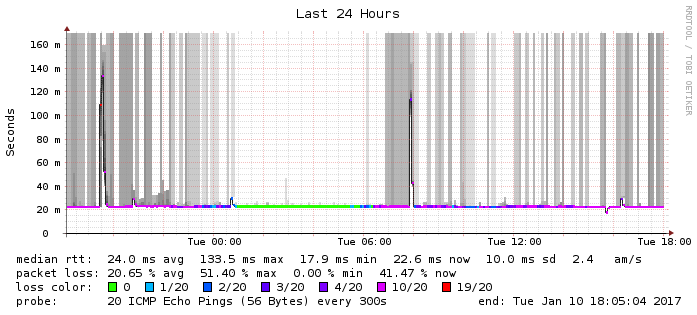 Last 24 Hours
RRDTOOL / TOBI OETIKER
Seconds
160 m
140 m
120 m
100 m
80 m
60 m
40 m
20 m
0
Tue 00:00 Tue 06:00 Tue 12:00 Tue 18:00
median rtt: 24.0 ms avg 133.5 ms max 17.9 ms min 22.6 ms now 10.0 ms sd 2.4 am/s
packet loss: 20.65 % avg 51.40 % max 0.00 % min 41.47 % now
loss color: 0 1/20 2/20 3/20 4/20 10/20 19/20
probe: 20 ICMP Echo Pings (56 Bytes) every 300s end: Tue Jan 10 18:05:04 2017